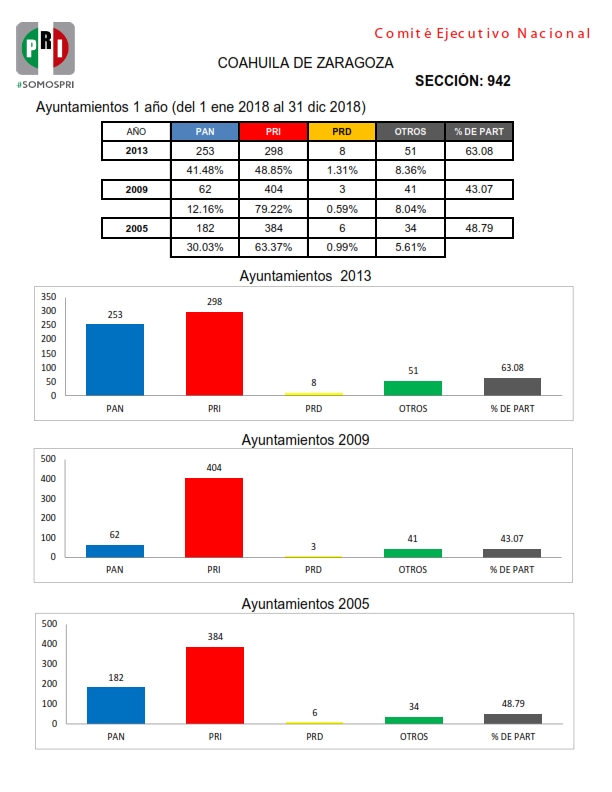 PRI
#SOMOSPRI
Comité Ejecutivo Nacional
COAHUILA DE ZARAGOZA
SECCIÓN: 942
Ayuntamientos 1 año (del 1 ene 2018 al 31 dic 2018)
AÑO PAN PRI PRD OTROS % DE PART
2013 253 298 8 51 63.08
41.48% 48.85% 1.31% 8.36%
2009 62 404 3 41 43.07
12.16% 79.22% 0.59% 8.04%
2005 182 384 6 34 48.79
30.03% 63.37% 0.99% 5.61%
Ayuntamientos 2013
350
300
250
200
150
100
50
0
253 298 8 51 63.08
PAN PRI PRD OTROS % DE PART
Ayuntamientos 2009
500
400
300
200
100
0
62 404 3 41 43.07
PAN PRI PRD OTROS % DE PART
Ayuntamientos 2005
500
400
300
200
100
0
182 384 6 34 48.79
PAN PRI PRD OTROS % DE PART